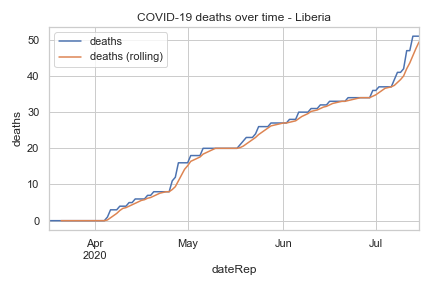 COVID-19 deaths over time - Liberia
deaths
deaths (rolling)
50
40
30
20
10
0
deaths
Apr
2020
May
Jun
Jul
dateRep